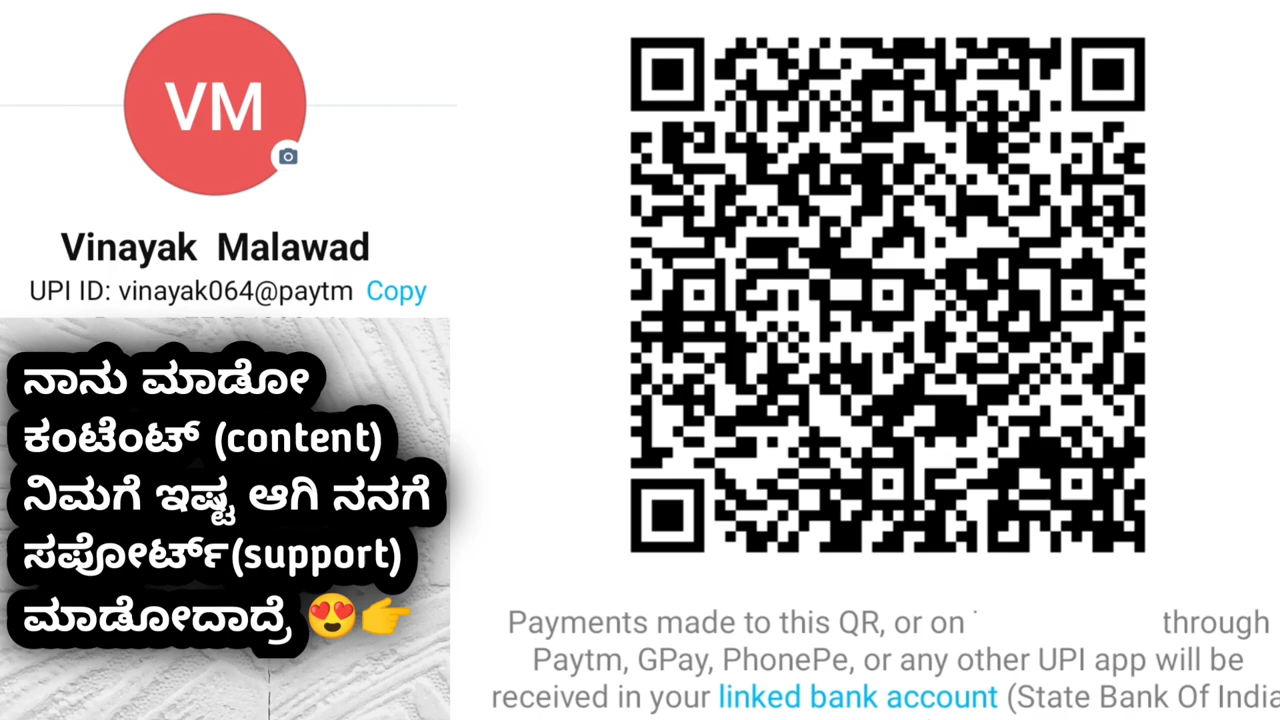 VM
Vinayak Malawad
UPI ID: vinayak064@paytm Copy
ನಾನು ಮಾಡೋ
ಕಂಟೆಂಟ್ (content)
ನಿಮಗೆ ಇಷ್ಟ ಆಗಿ ನನಗೆ
ಸಪೋರ್ಟ್(support)
ಮಾಡೋದಾದ್ರೆ 😍👉
Payments made to this QR, or on through
Paytm, GPay, PhonePe, or any other UPI app will be
received in your linked bank account (State Bank Of India